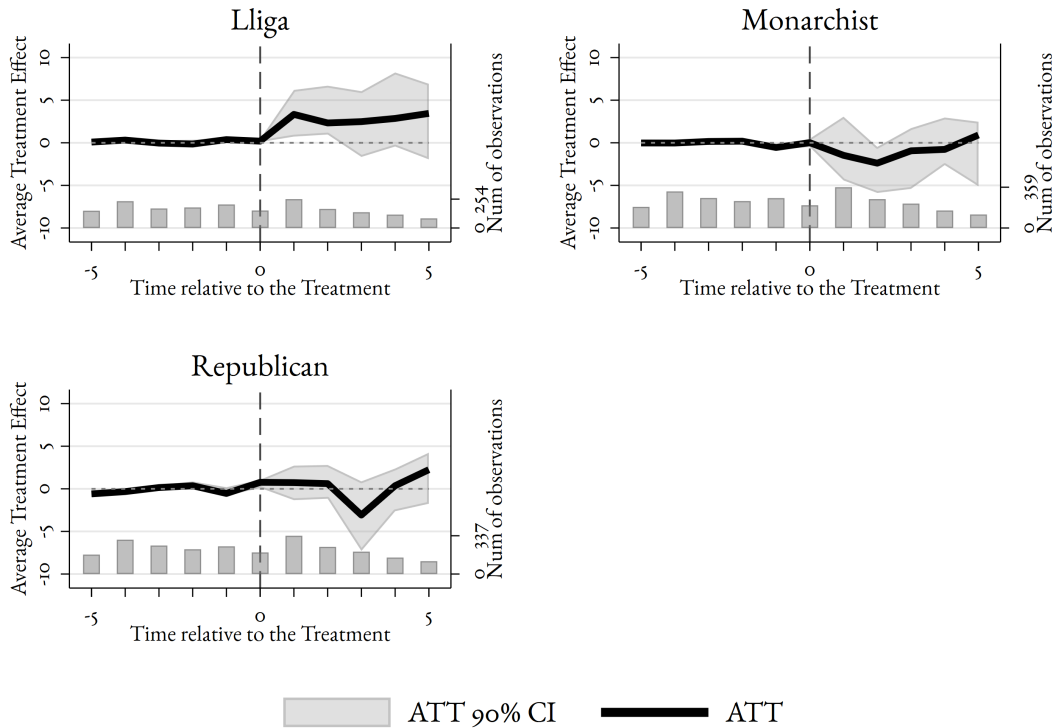 Lliga
Average Treatment Effect
10
5
0
-5
-10
254
0
Num of observations
-5
0
5
Time relative to the Treatment
Monarchist
Average Treatment Effect
10
5
0
-5
-10
359
0
Num of observations
-5
0
5
Time relative to the Treatment
Republican
Average Treatment Effect
10
5
0
-5
-10
337
0
Num of observations
-5
0
5
Time relative to the Treatment
ATT 90% CI
ATT